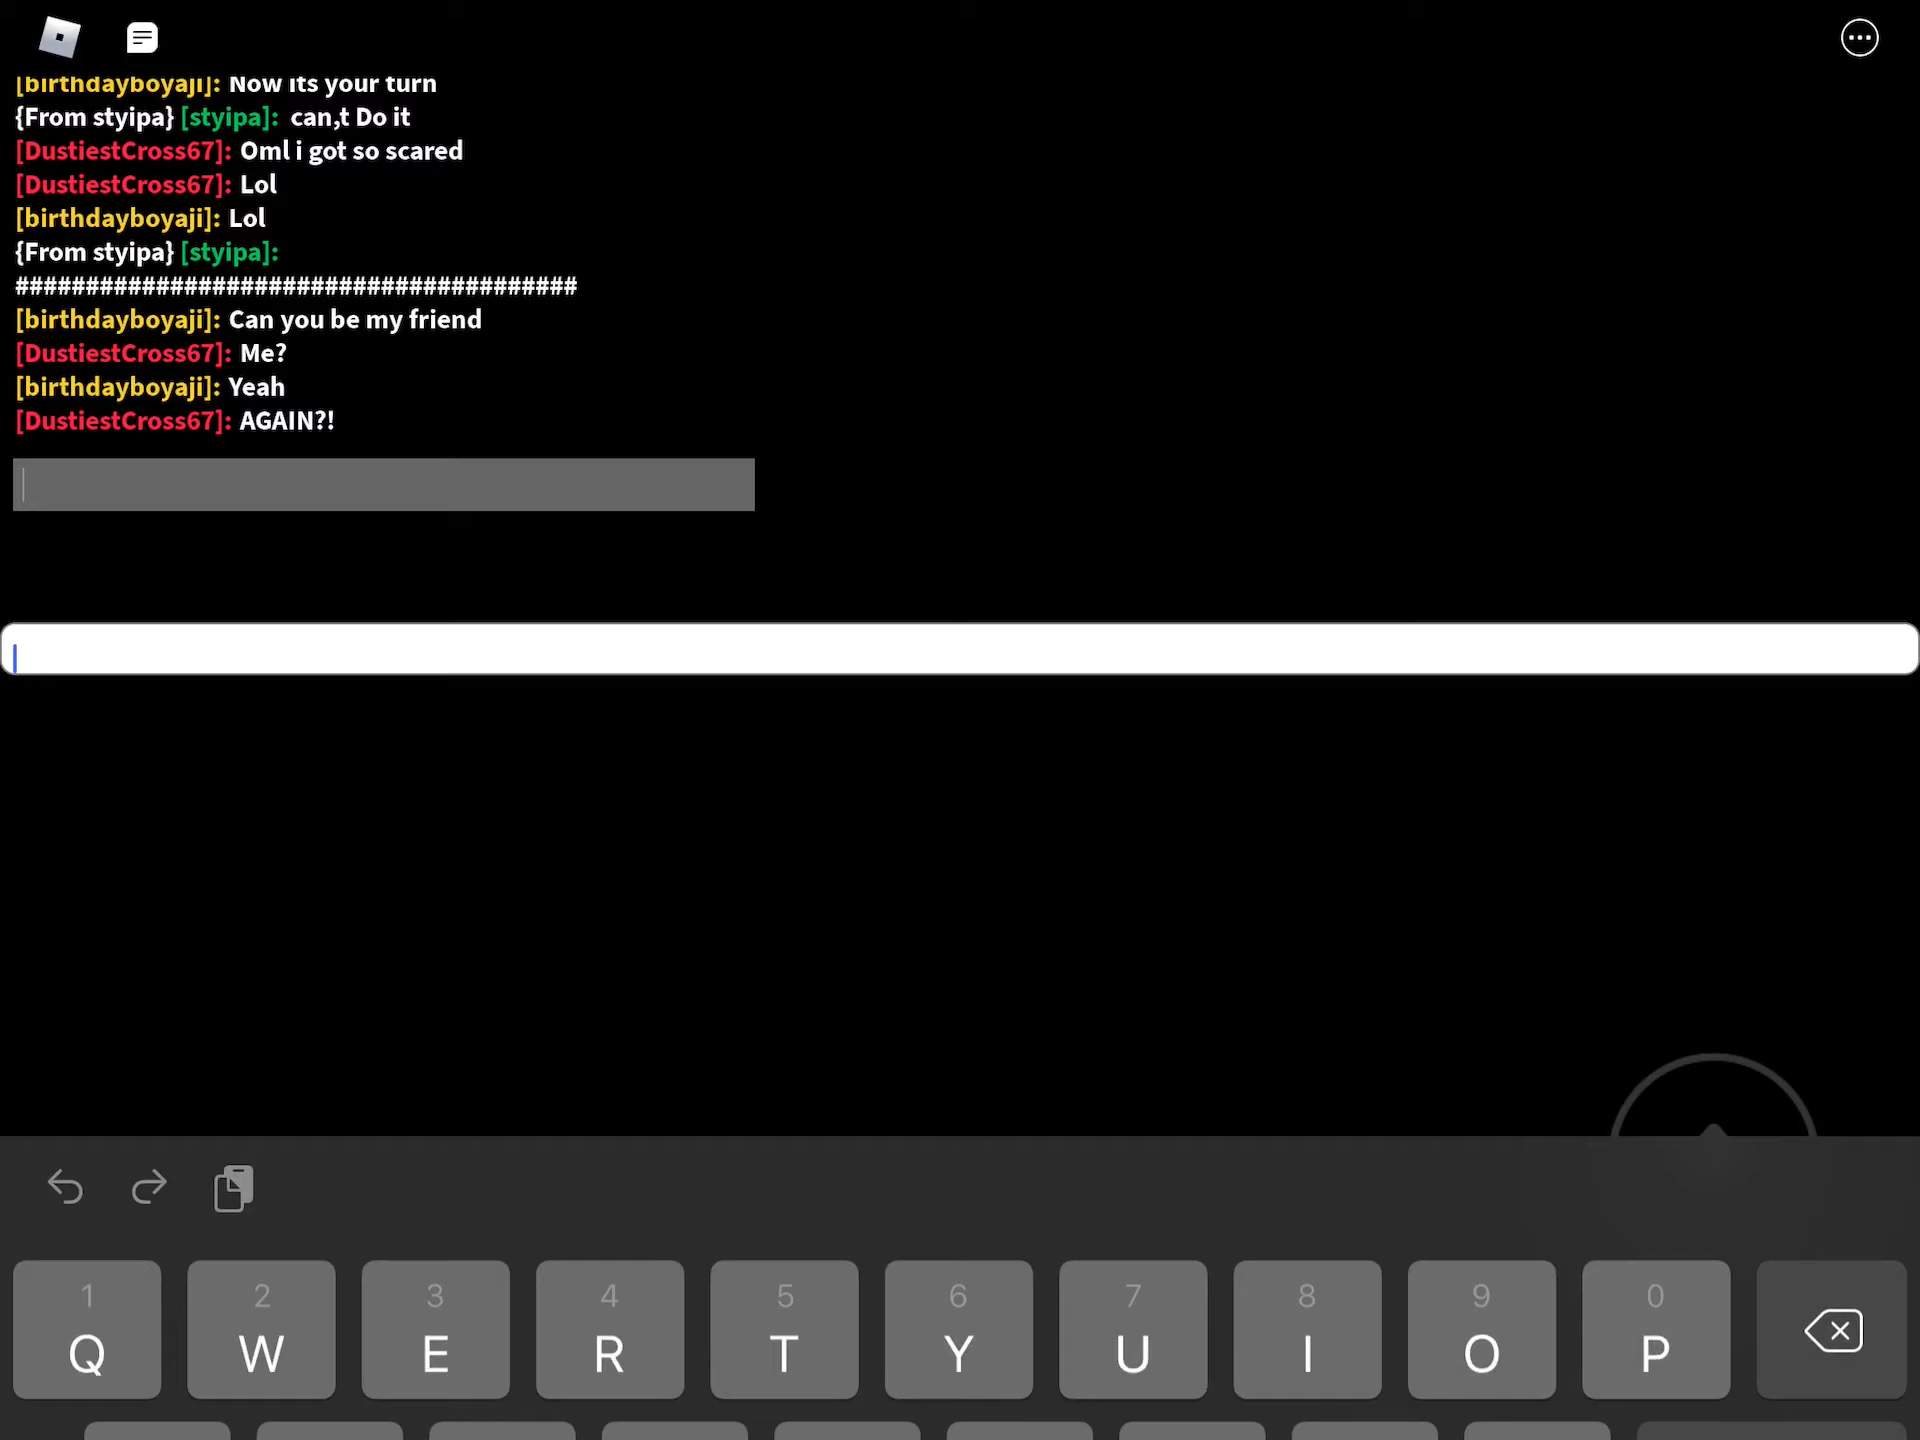 [birthdayboyaji]: Now its your turn
{From styipa} [styipa]:  can,t Do it
[DustiestCross67]: Oml i got so scared
[DustiestCross67]: Lol
[birthdayboyaji]: Lol
{From styipa} [styipa]:
########################################
[birthdayboyaji]: Can you be my friend
[DustiestCross67]: Me?
[birthdayboyaji]: Yeah
[DustiestCross67]: AGAIN?!
1 2 3 4 5 6 7 8 9 0
Q W E R T Y U I O P